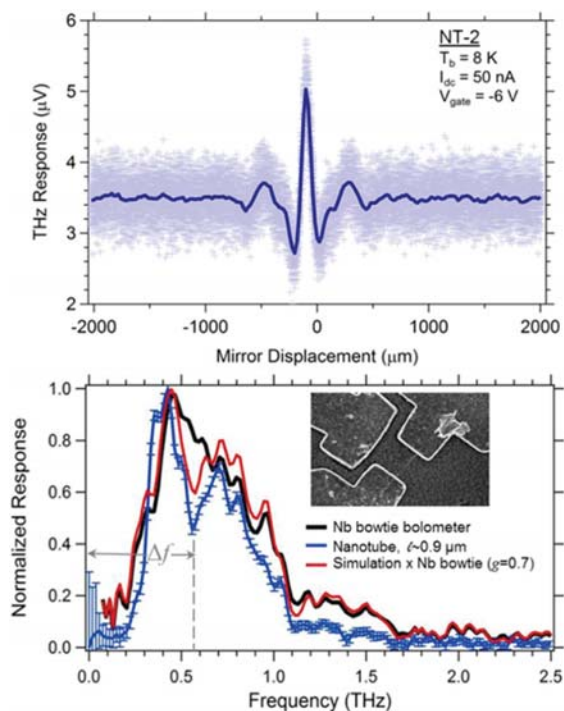 NT-2
T_b = 8 K
I_dc = 50 nA
V_gate = -6 V
THz Response (μV)
6
5
4
3
2
-2000
-1000
0
1000
2000
Mirror Displacement (μm)
Normalized Response
1.0
0.8
0.6
0.4
0.2
0.0
Δf
Nb bowtie bolometer
Nanotube, ℓ~0.9 μm
Simulation x Nb bowtie (g=0.7)
0.0
0.5
1.0
1.5
2.0
2.5
Frequency (THz)